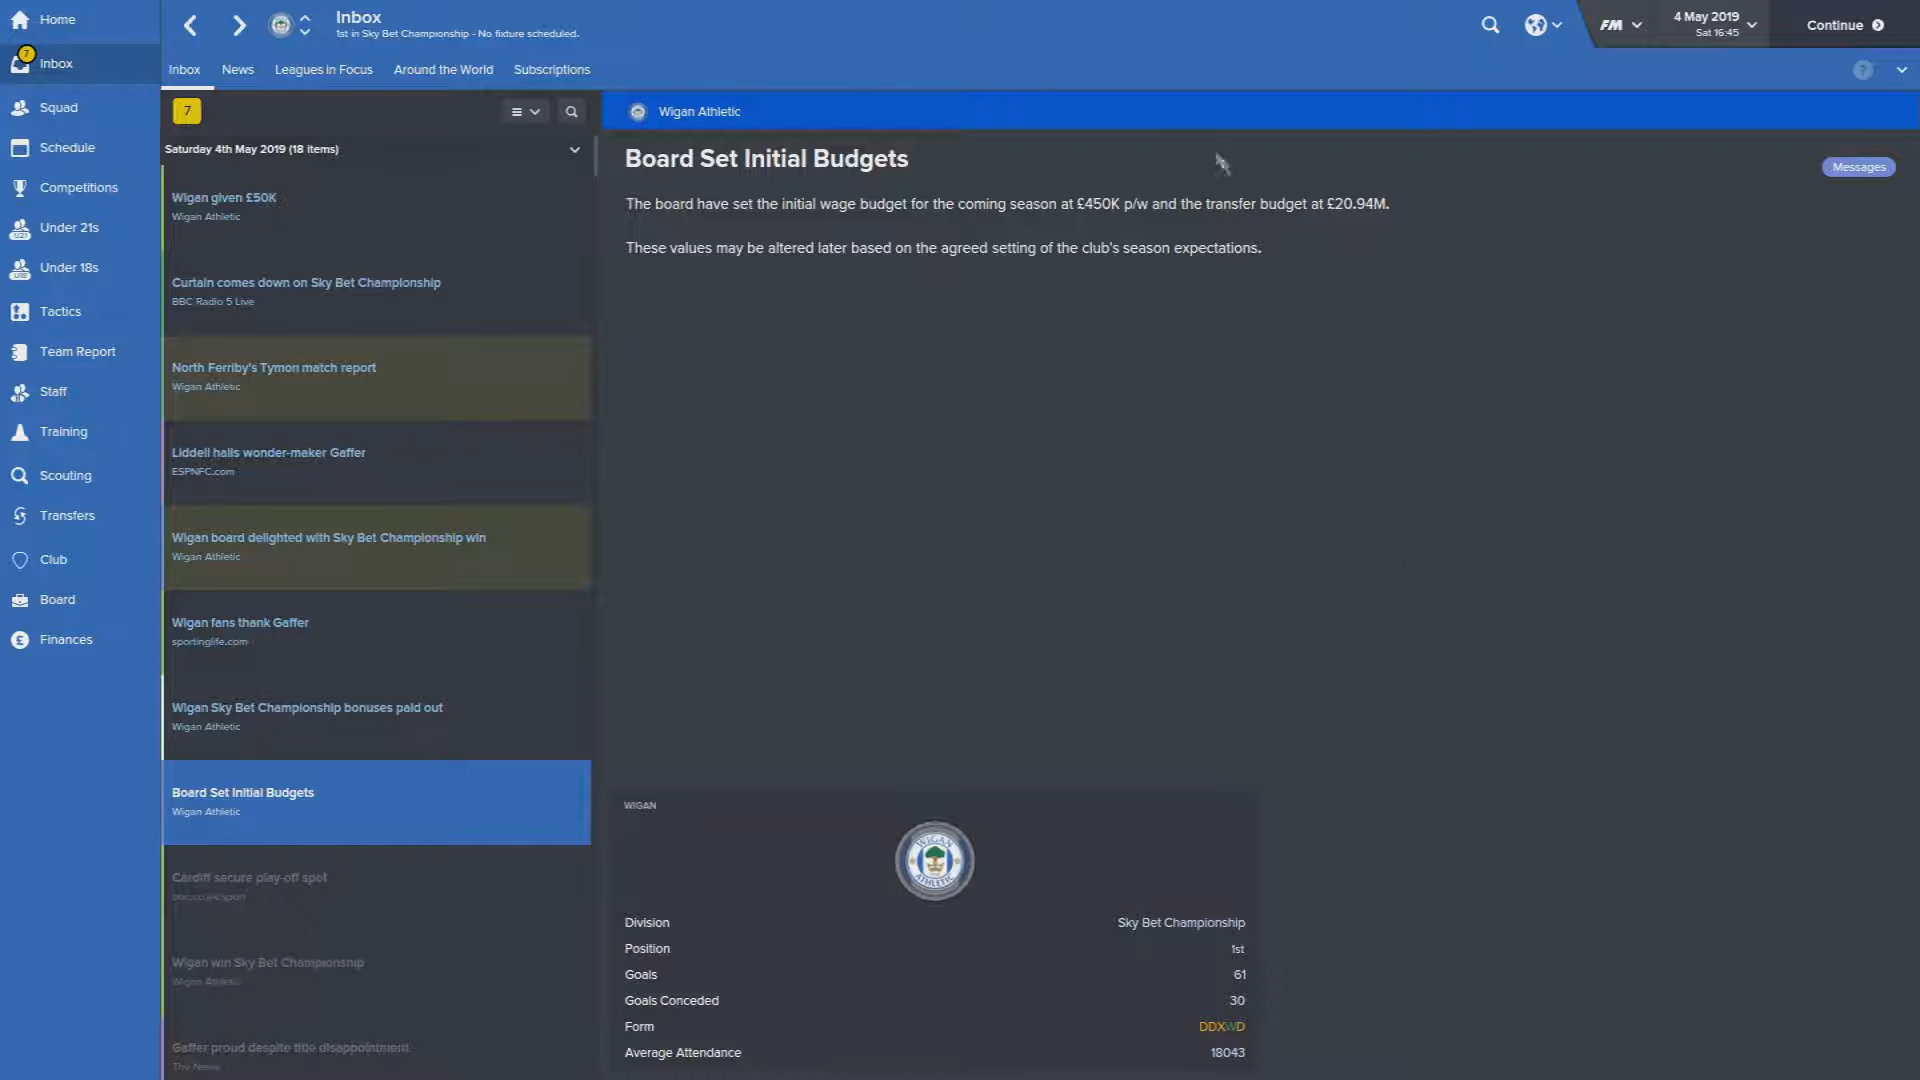 Home
7
Inbox
Squad
Schedule
Competitions
Under 21s
Under 18s
Tactics
Team Report
Staff
Training
Scouting
Transfers
Club
Board
Finances
Inbox
1st in Sky Bet Championship - No fixture scheduled.
FM
4 May 2019
Sat 16:45
Continue
Inbox
News
Leagues in Focus
Around the World
Subscriptions
?
7
Saturday 4th May 2019 (18 items)
Wigan given £50K
Wigan Athletic
Curtain comes down on Sky Bet Championship
BBC Radio 5 Live
North Ferriby's Tymon match report
Wigan Athletic
Liddell hails wonder-maker Gaffer
ESPNFC.com
Wigan board delighted with Sky Bet Championship win
Wigan Athletic
Wigan fans thank Gaffer
sportinglife.com
Wigan Sky Bet Championship bonuses paid out
Wigan Athletic
Board Set Initial Budgets
Wigan Athletic
Cardiff secure play-off spot
Wigan win Sky Bet Championship
Wigan Athletic
Gaffer proud despite title disappointment
The News
Wigan Athletic
Board Set Initial Budgets
Messages
The board have set the initial wage budget for the coming season at £450K p/w and the transfer budget at £20.94M.
These values may be altered later based on the agreed setting of the club's season expectations.
WIGAN
WIGAN
ATHLETIC
Division Sky Bet Championship
Position 1st
Goals 61
Goals Conceded 30
Form DDXWD
Average Attendance 18043